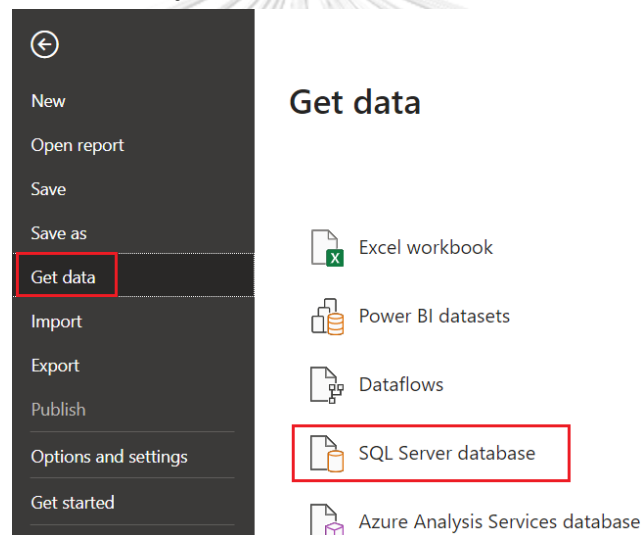 New
Open report
Save
Save as
Get data
Import
Export
Publish
Options and settings
Get started
Get data
Excel workbook
Power BI datasets
Dataflows
SQL Server database
Azure Analysis Services database